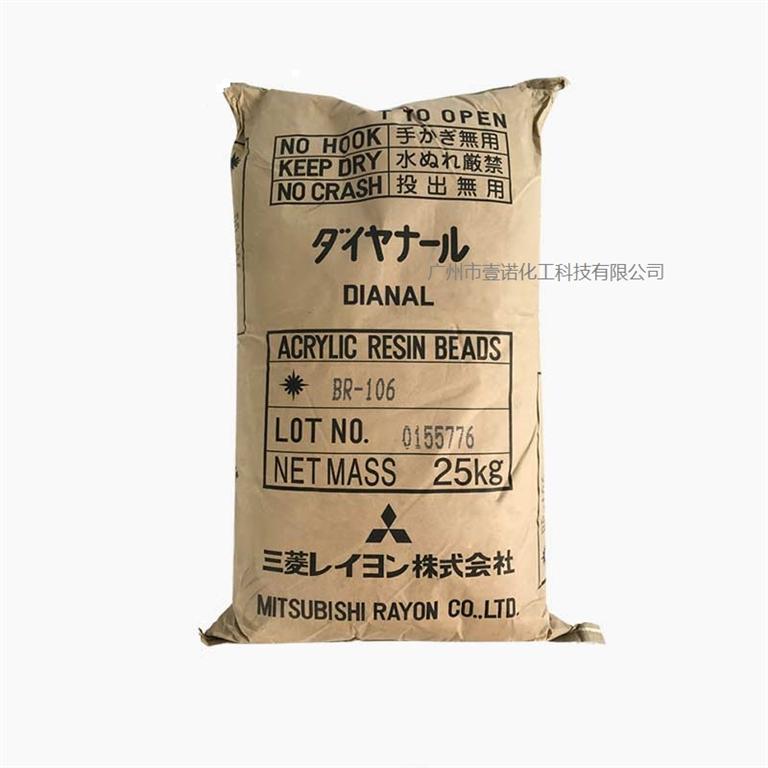 T TO OPEN
NO HOOK 手かぎ無用
KEEP DRY 水ぬれ厳禁
NO CRASH 投出無用
ダイヤナール
广州市壹诺化工科技有限公司
DIANAL
ACRYLIC RESIN BEADS
BR-106
LOT NO. 0155776
NET MASS 25kg
三菱レイヨン株式会社
MITSUBISHI RAYON CO.,LTD.